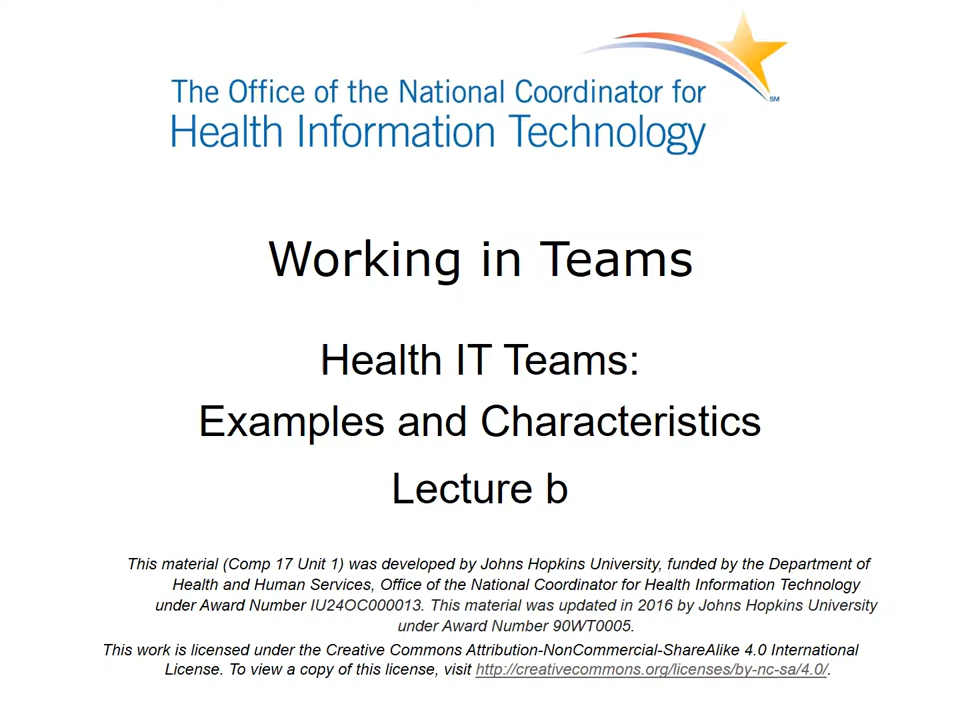 The Office of the National Coordinator for
Health Information Technology
SM
Working in Teams
Health IT Teams:
Examples and Characteristics
Lecture b
This material (Comp 17 Unit 1) was developed by Johns Hopkins University, funded by the Department of
Health and Human Services, Office of the National Coordinator for Health Information Technology
under Award Number IU24OC000013. This material was updated in 2016 by Johns Hopkins University
under Award Number 90WT0005.
This work is licensed under the Creative Commons Attribution-NonCommercial-ShareAlike 4.0 International
License. To view a copy of this license, visit http://creativecommons.org/licenses/by-nc-sa/4.0/.